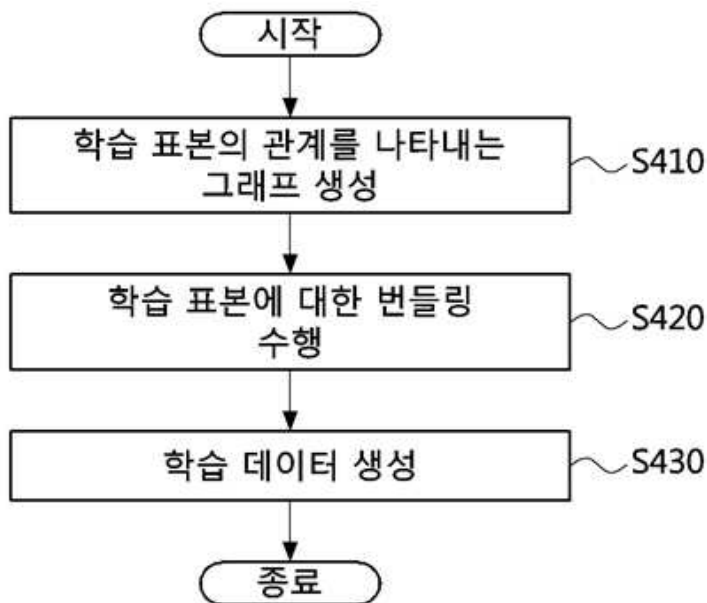 시작
학습 표본의 관계를 나타내는
그래프 생성
S410
학습 표본에 대한 번들링
수행
S420
학습 데이터 생성
S430
종료